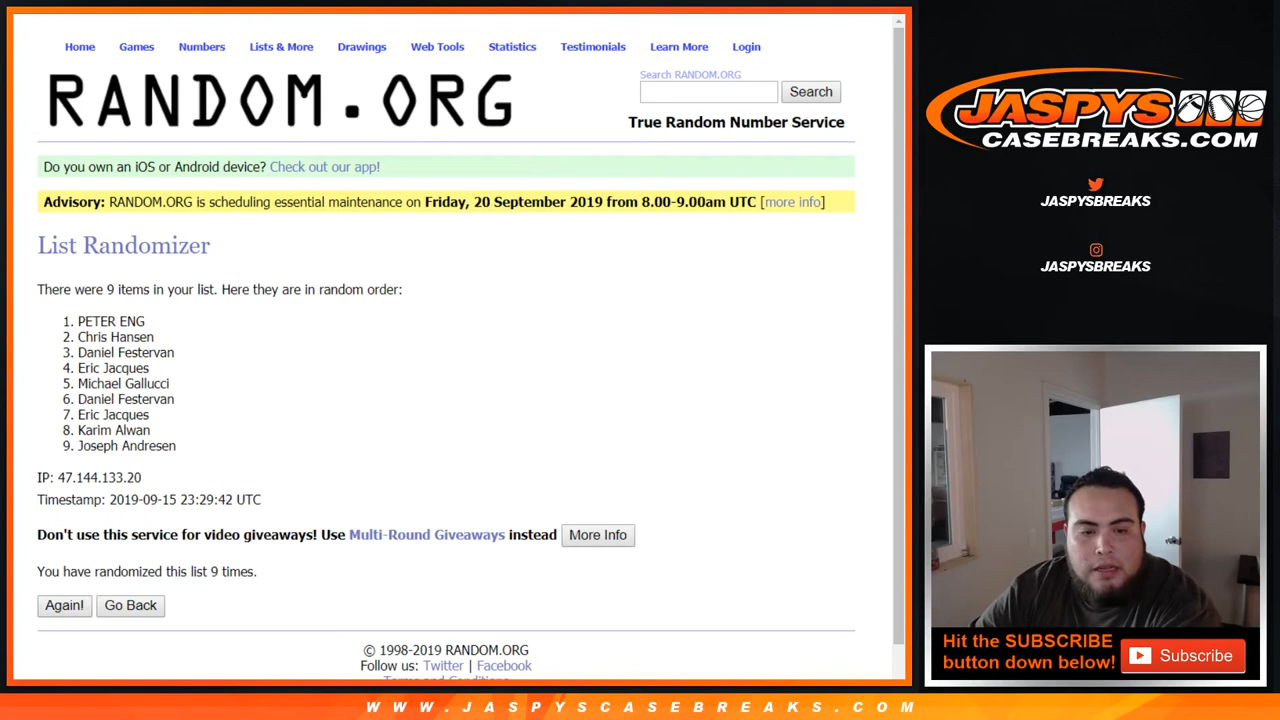 Home Games Numbers Lists & More Drawings Web Tools Statistics Testimonials Learn More Login
RANDOM.ORG
Search RANDOM.ORG
Search
True Random Number Service
Do you own an iOS or Android device? Check out our app!
Advisory: RANDOM.ORG is scheduling essential maintenance on Friday, 20 September 2019 from 8.00-9.00am UTC [more info]
List Randomizer
There were 9 items in your list. Here they are in random order:
1. PETER ENG
2. Chris Hansen
3. Daniel Festervan
4. Eric Jacques
5. Michael Gallucci
6. Daniel Festervan
7. Eric Jacques
8. Karim Alwan
9. Joseph Andresen
IP: 47.144.133.20
Timestamp: 2019-09-15 23:29:42 UTC
Don't use this service for video giveaways! Use Multi-Round Giveaways instead More Info
You have randomized this list 9 times.
Again! Go Back
© 1998-2019 RANDOM.ORG
Follow us: Twitter | Facebook
Terms and Conditions
JASPYS
CASEBREAKS.COM
JASPYSBREAKS
JASPYSBREAKS
Hit the SUBSCRIBE
button down below!
Subscribe
WWW.JASPYSCASEBREAKS.COM